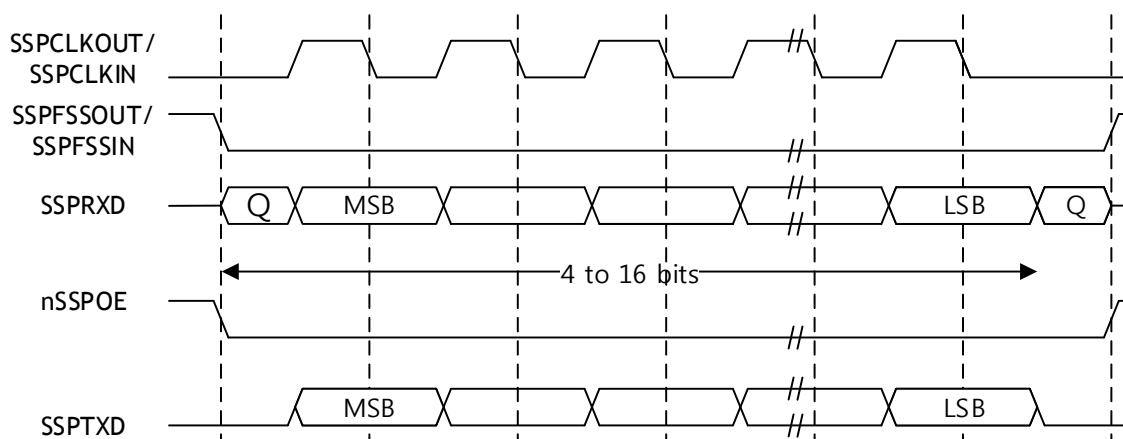 SSPCLKOUT/
SSPCLKIN
SSPFSSOUT/
SSPFSSIN
SSPRXD Q MSB LSB Q
4 to 16 bits
nSSPOE
SSPTXD MSB LSB